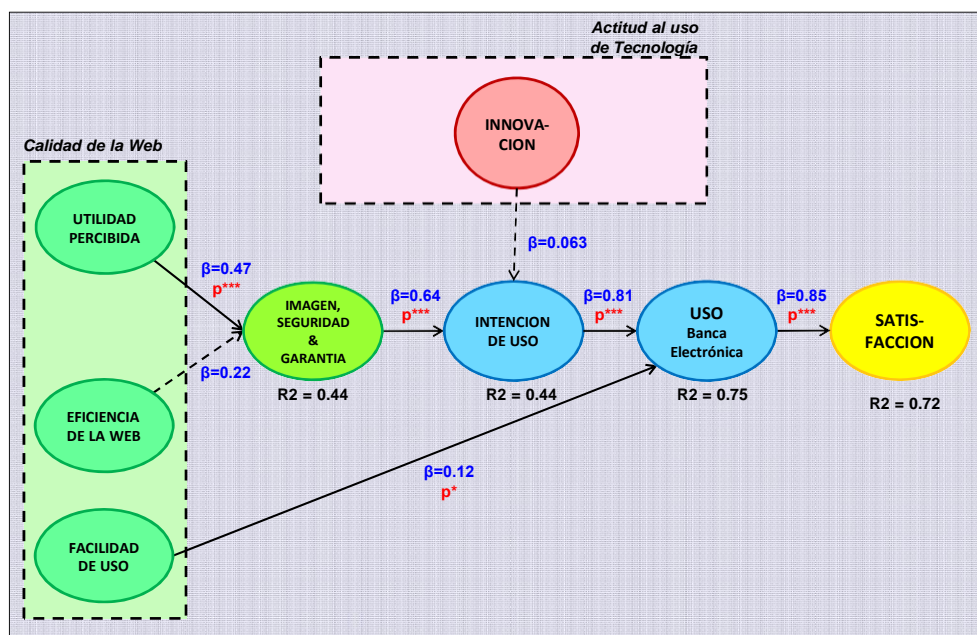 Actitud al uso
de Tecnología
INNOVA-
CION
Calidad de la Web
UTILIDAD
PERCIBIDA
β=0.063
β=0.47
p***
IMAGEN,
SEGURIDAD
&
GARANTIA
β=0.64
p***
INTENCION
DE USO
β=0.81
p***
USO
Banca
Electrónica
β=0.85
p***
SATIS-
FACCION
β=0.22
R2 = 0.44
R2 = 0.44
R2 = 0.75
R2 = 0.72
EFICIENCIA
DE LA WEB
β=0.12
p*
FACILIDAD
DE USO